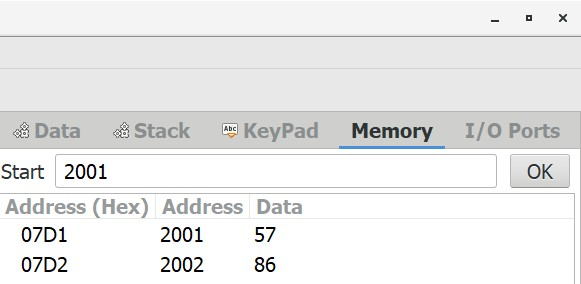 Data Stack Abc KeyPad Memory I/O Ports
Start 2001 OK
Address (Hex) Address Data
07D1 2001 57
07D2 2002 86